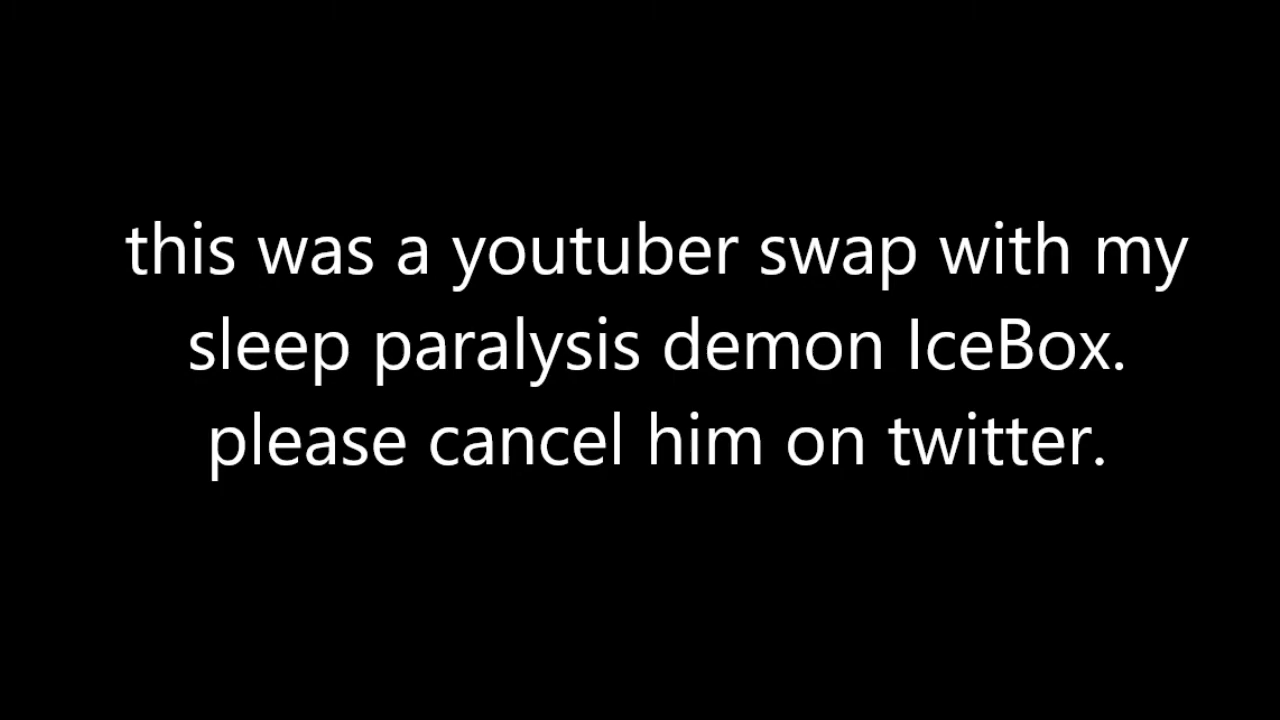 this was a youtuber swap with my
sleep paralysis demon IceBox.
please cancel him on twitter.